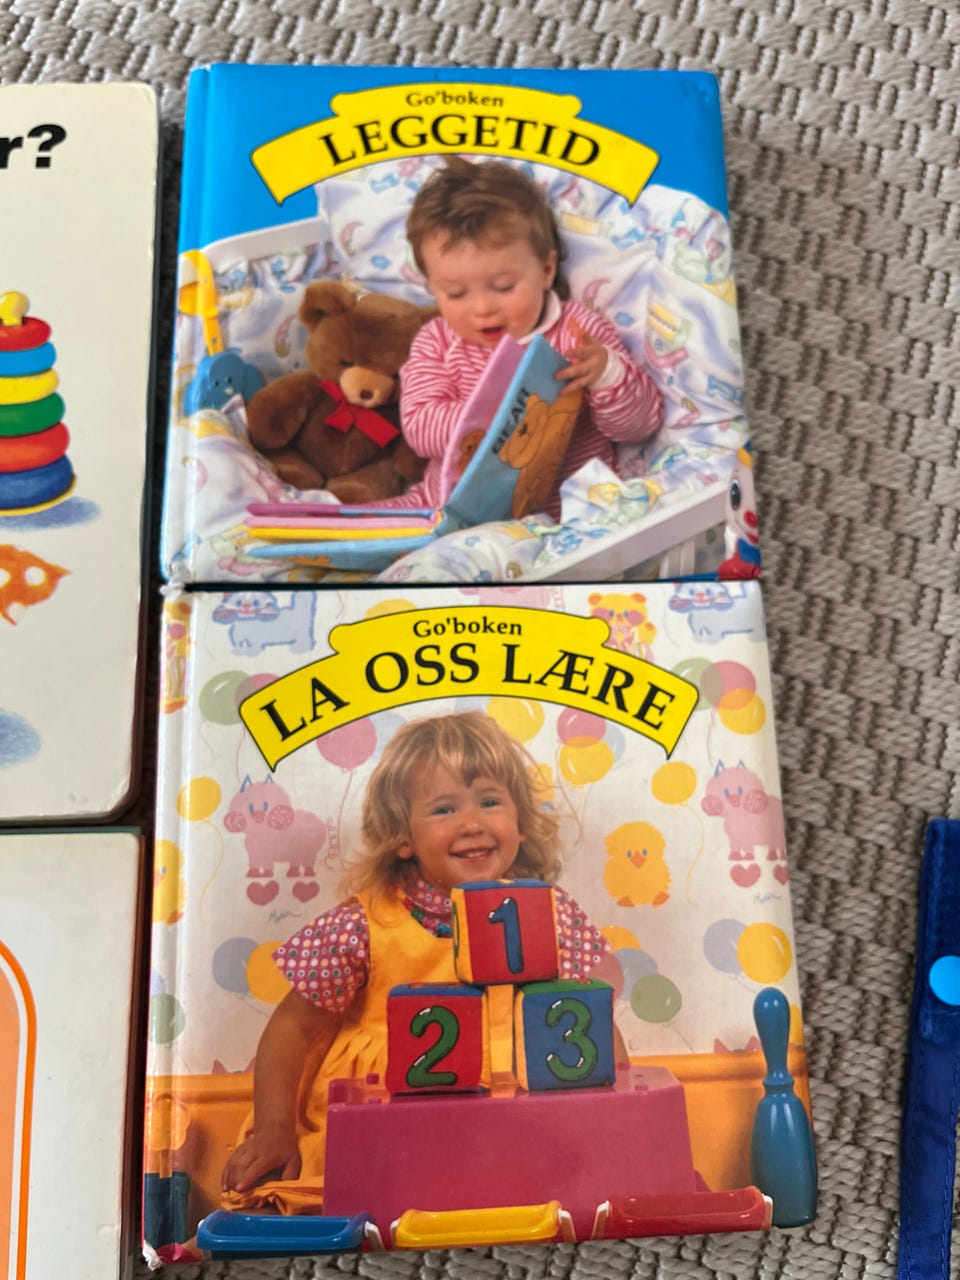 r?
Go'boken
LEGGETID
BEAR
Go'boken
LA OSS LÆRE
1
2
3